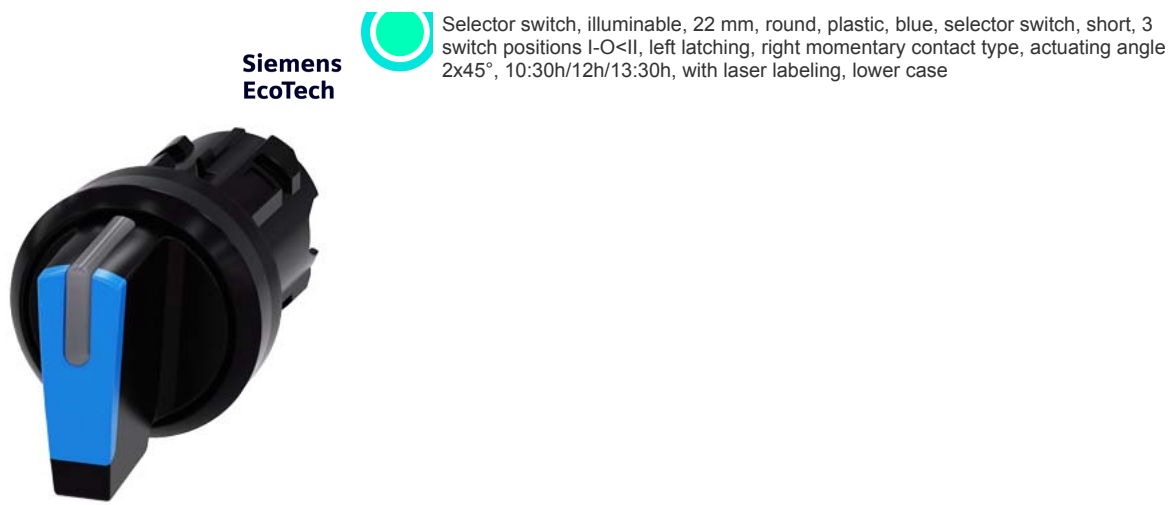 Siemens
EcoTech
Selector switch, illuminable, 22 mm, round, plastic, blue, selector switch, short, 3
switch positions I-O<II, left latching, right momentary contact type, actuating angle
2x45°, 10:30h/12h/13:30h, with laser labeling, lower case